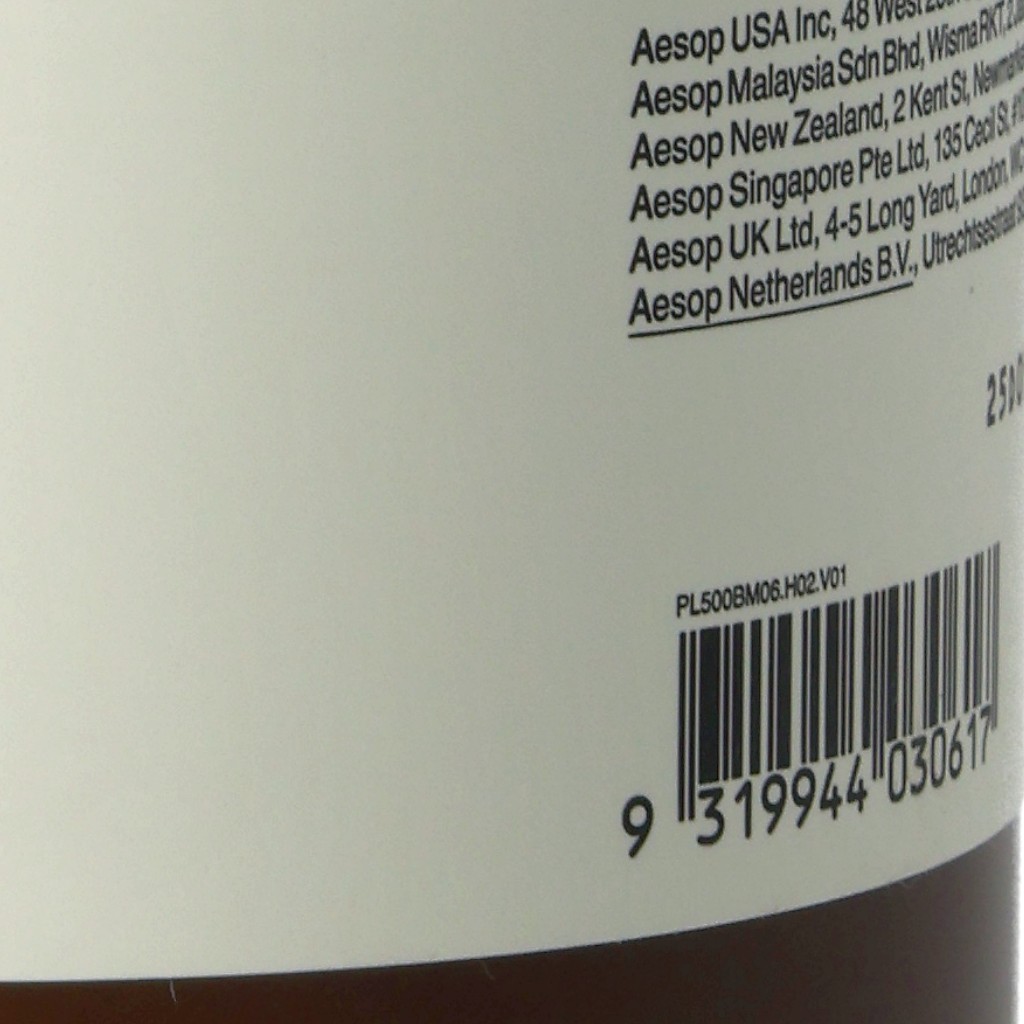 Aesop USA Inc, 48 West
Aesop Malaysia Sdn Bhd, Wisma RKT,
Aesop New Zealand, 2 Kent St,
Aesop Singapore Pte Ltd, 135 Cecil St,
Aesop UK Ltd, 4-5 Long Yard, London,
Aesop Netherlands B.V., Utrechtsestraat
PL500BM06.H02.V01
9 319944 030617